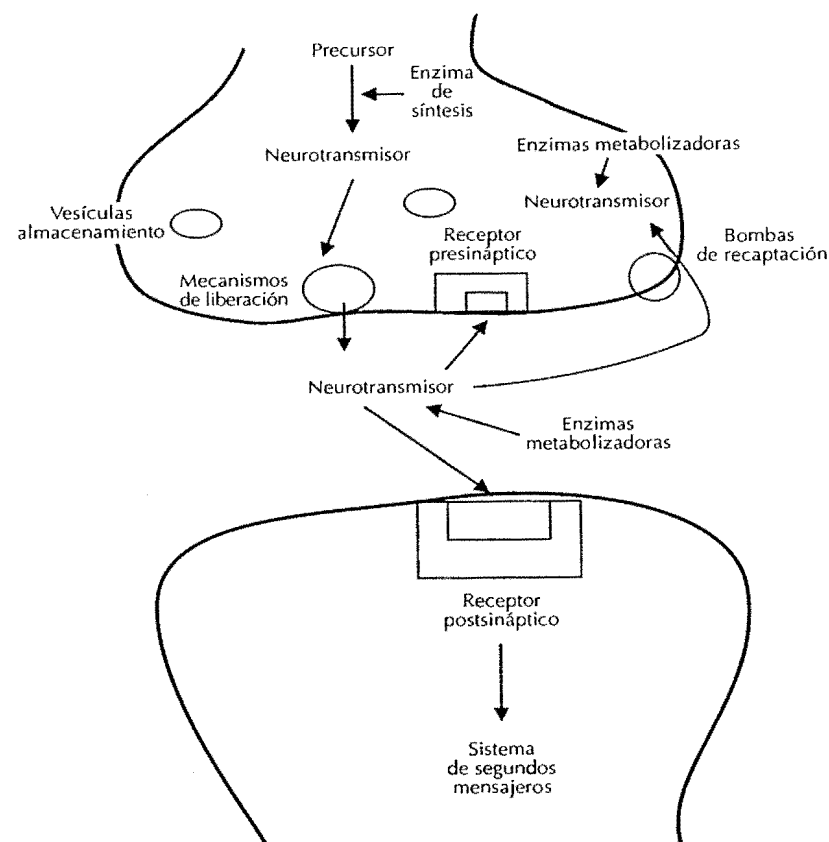 Precursor
Enzima
de
síntesis
Neurotransmisor
Enzimas metabolizadoras
Neurotransmisor
Vesículas
almacenamiento
Receptor
presináptico
Bombas
de recaptación
Mecanismos
de liberación
Neurotransmisor
Enzimas
metabolizadoras
Receptor
postsináptico
Sistema
de segundos
mensajeros